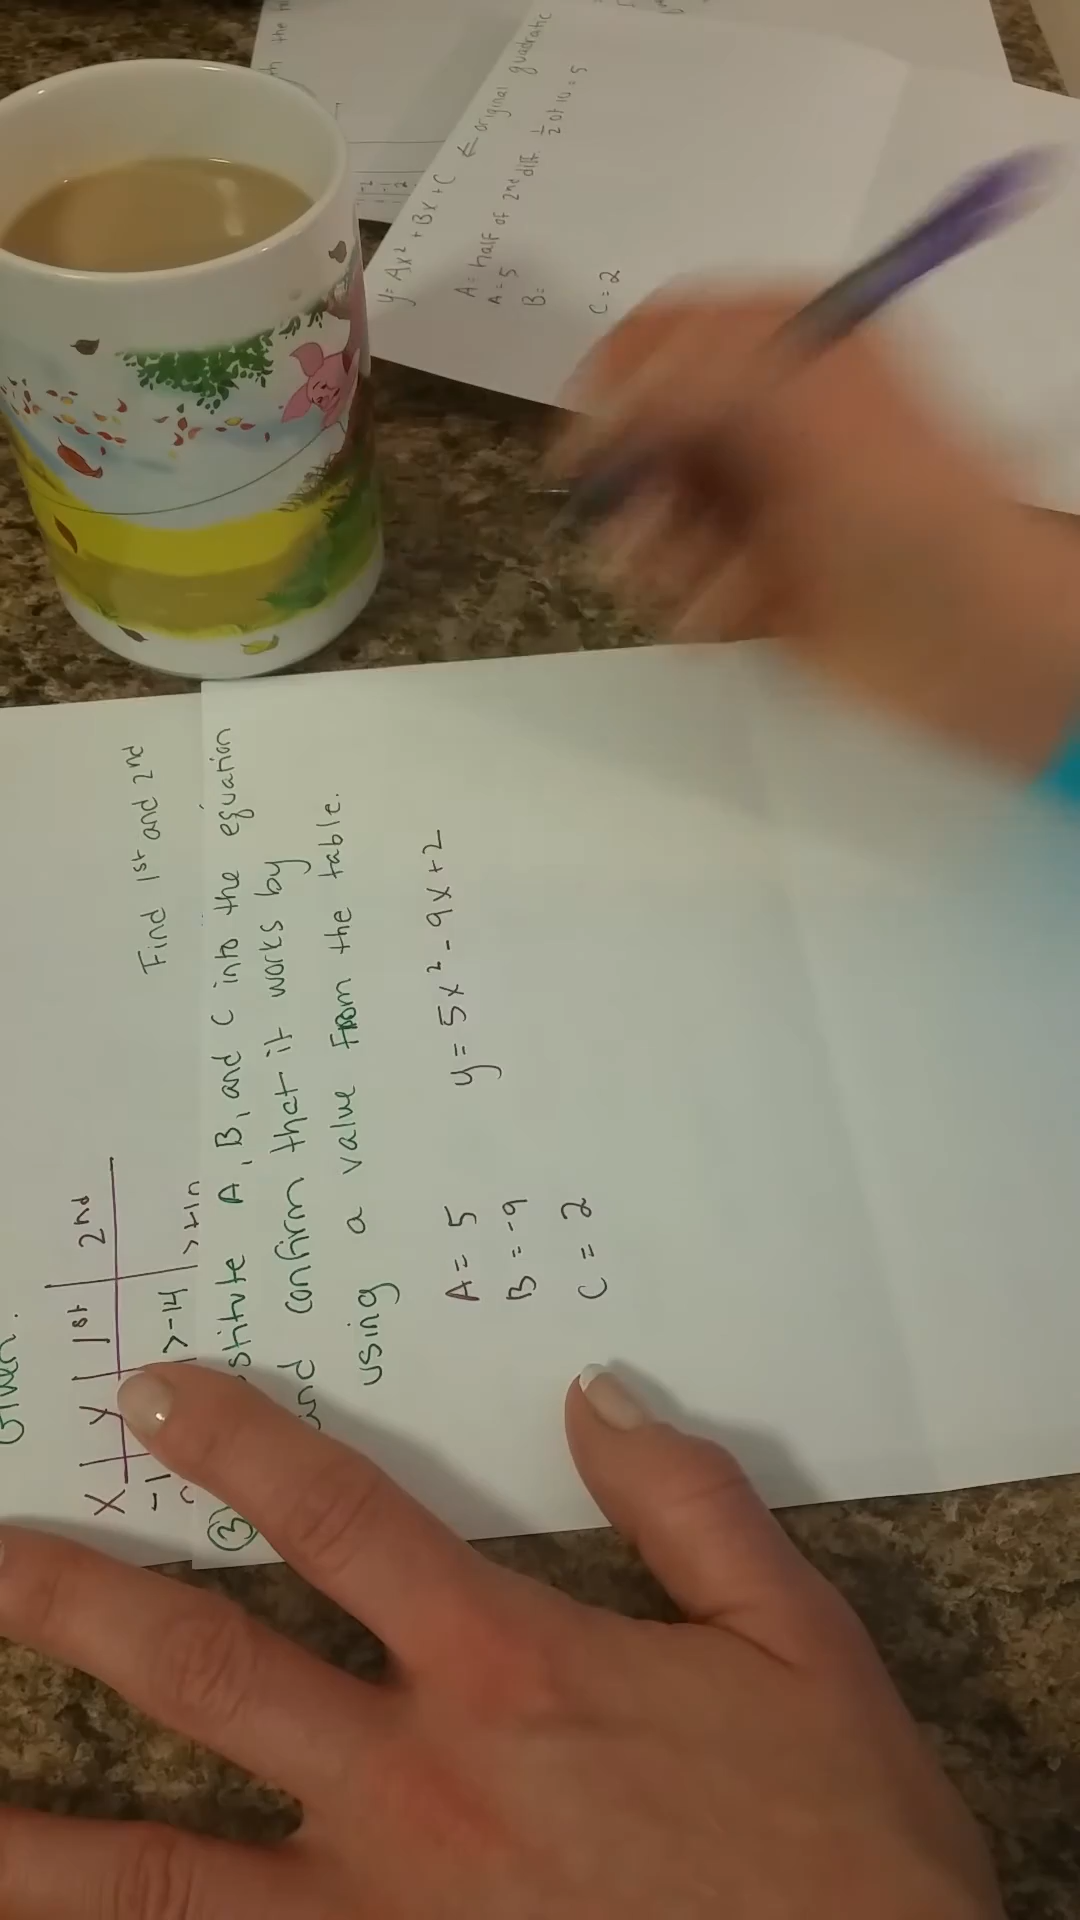 Given:
X | Y | 1st | 2nd
-1
>-14
Find 1st and 2nd
③ stitute A, B, and C into the equation
and confirm that it works by
using a value from the table.
A = 5
B = -9
C = 2
y = 5x² - 9x + 2
y = Ax² + Bx + C ← original quadratic
A = half of 2nd diff. ½ of 10 = 5
A = 5
B =
C = 2